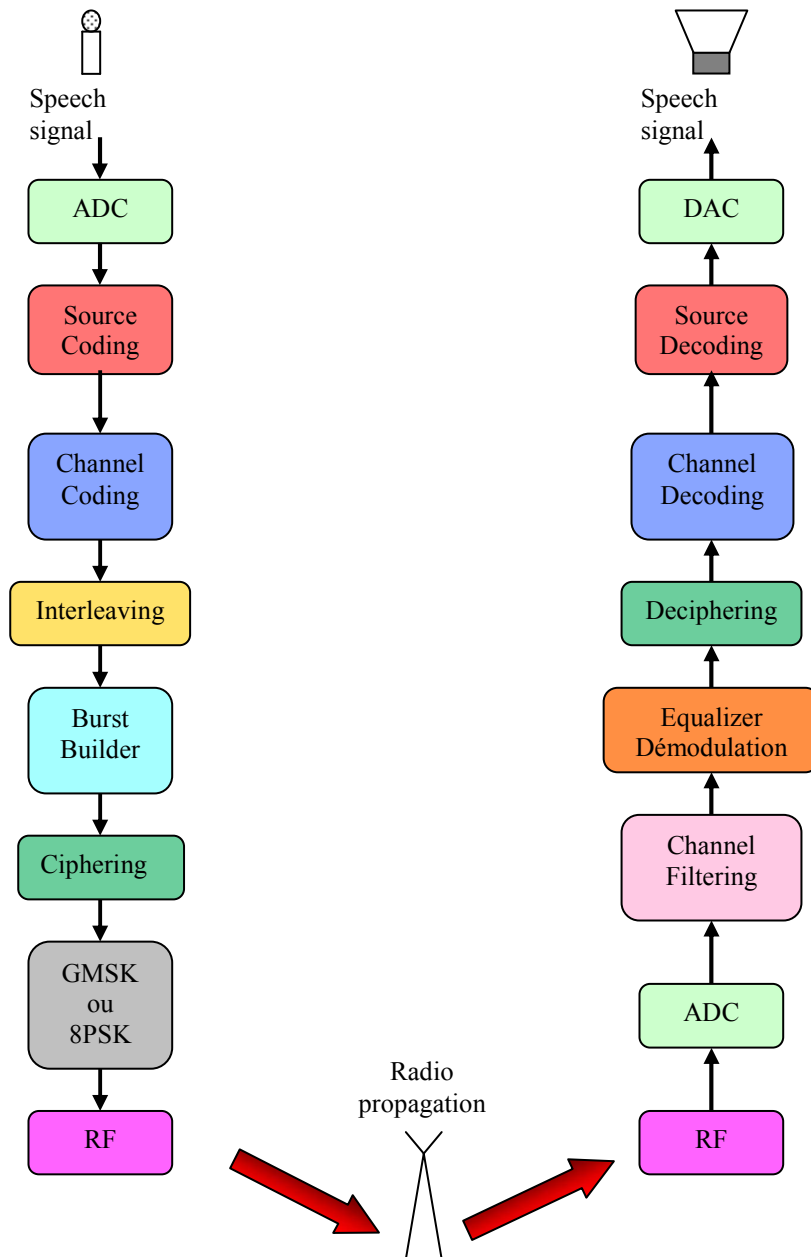 Speech
signal
ADC
Source
Coding
Channel
Coding
Interleaving
Burst
Builder
Ciphering
GMSK
ou
8PSK
RF
Radio
propagation
Speech
signal
DAC
Source
Decoding
Channel
Decoding
Deciphering
Equalizer
Démodulation
Channel
Filtering
ADC
RF